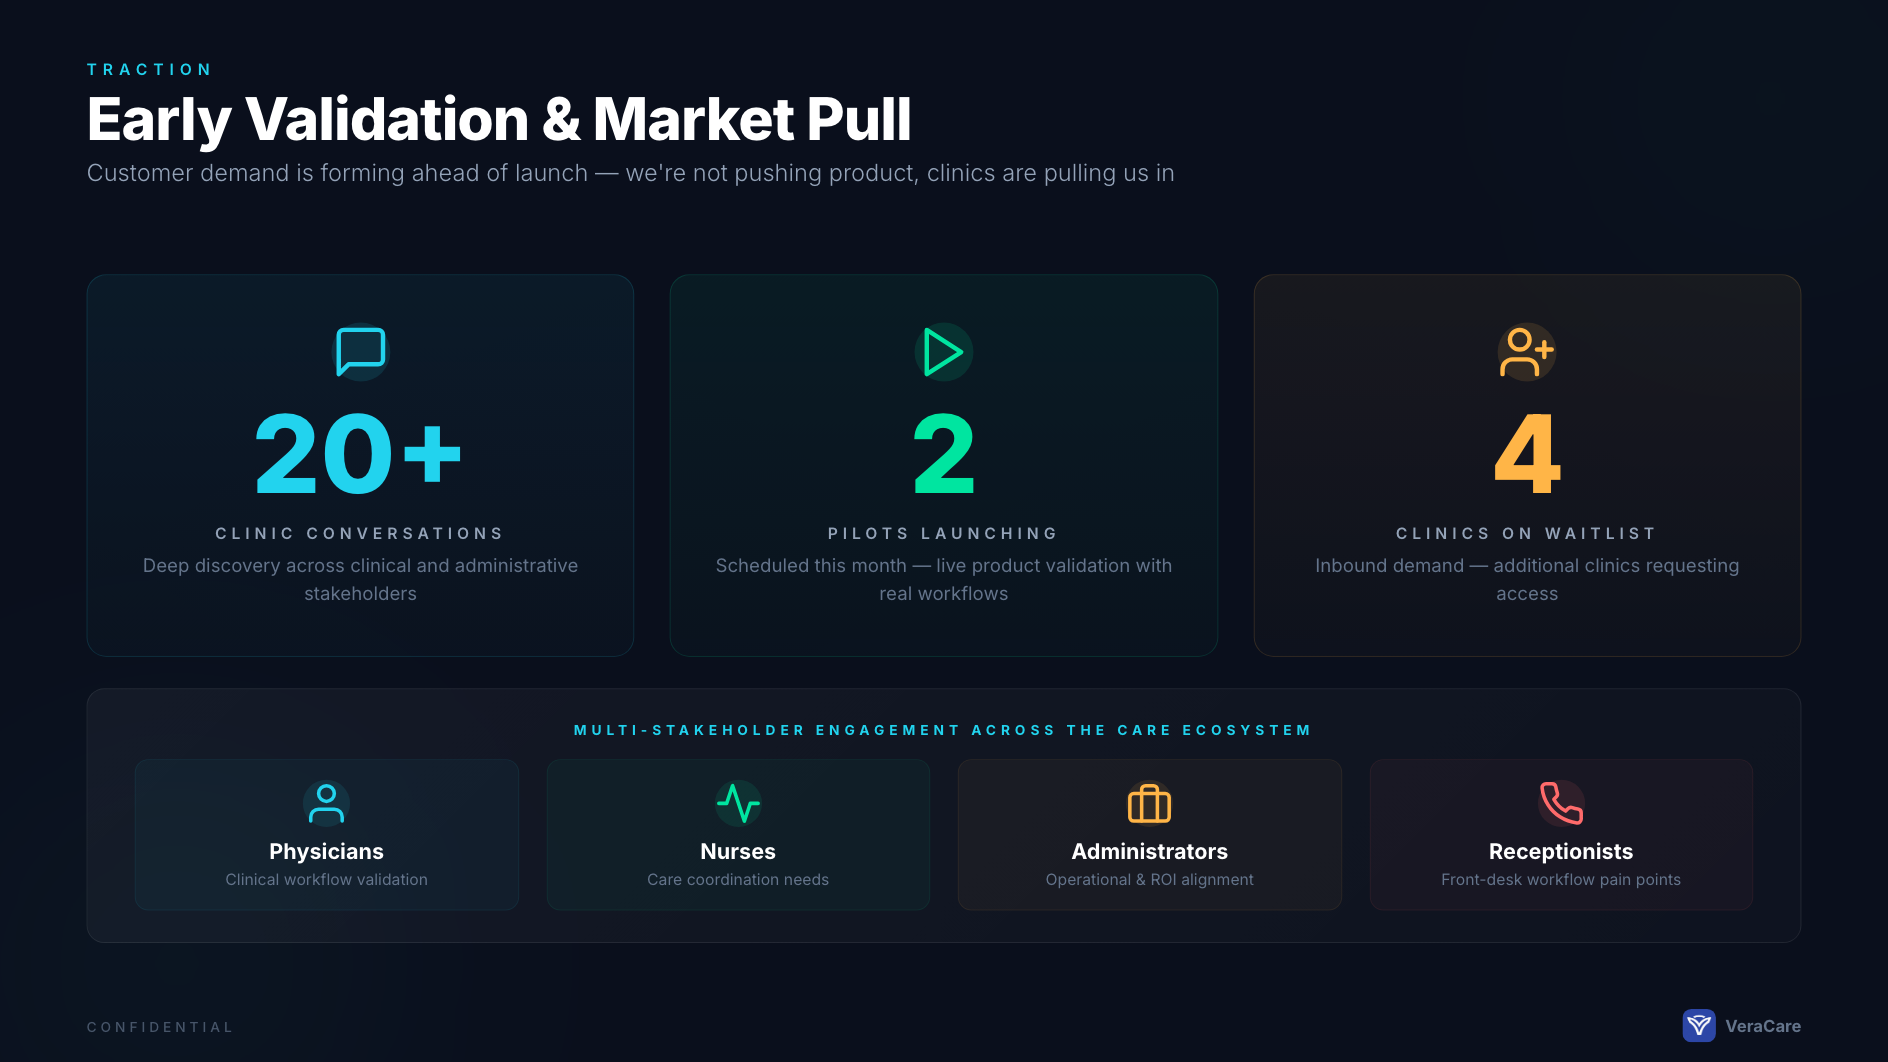 TRACTION
Early Validation & Market Pull
Customer demand is forming ahead of launch — we're not pushing product, clinics are pulling us in
20+
CLINIC CONVERSATIONS
Deep discovery across clinical and administrative
stakeholders
2
PILOTS LAUNCHING
Scheduled this month — live product validation with
real workflows
4
CLINICS ON WAITLIST
Inbound demand — additional clinics requesting
access
MULTI-STAKEHOLDER ENGAGEMENT ACROSS THE CARE ECOSYSTEM
Physicians
Clinical workflow validation
Nurses
Care coordination needs
Administrators
Operational & ROI alignment
Receptionists
Front-desk workflow pain points
CONFIDENTIAL
VeraCare